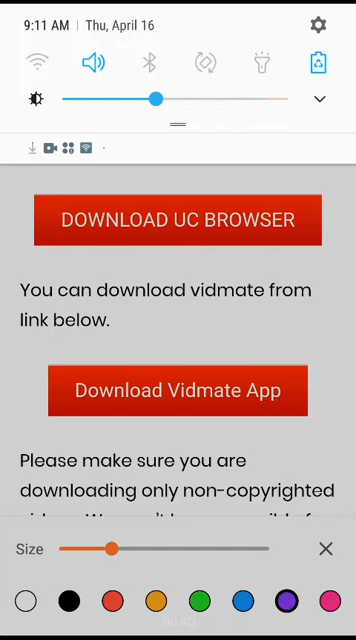 9:11 AM | Thu, April 16
DOWNLOAD UC BROWSER
You can download vidmate from
link below.
Download Vidmate App
Please make sure you are
downloading only non-copyrighted
Size